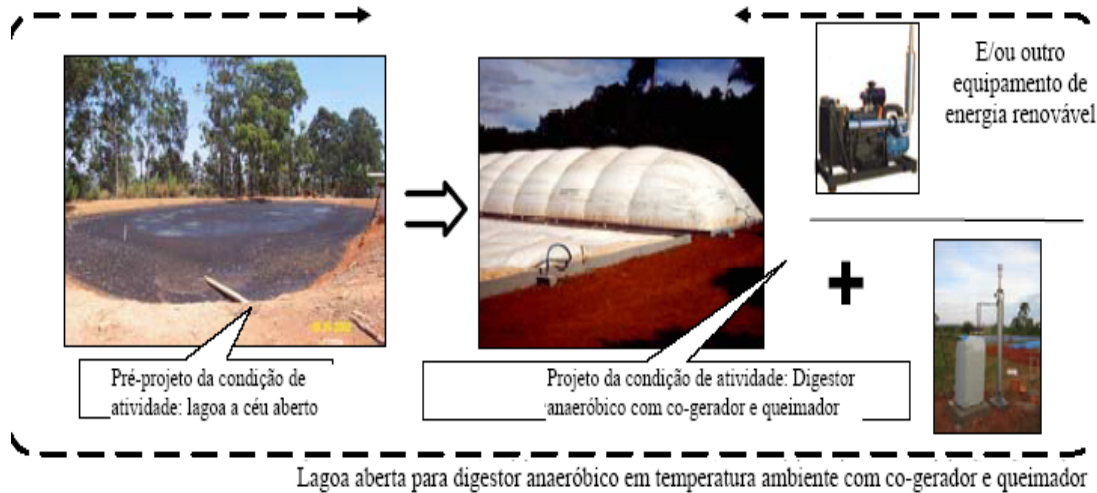 E/ou outro
equipamento de
energia renovável
Pré-projeto da condição de
atividade: lagoa a céu aberto
Projeto da condição de atividade: Digestor
anaeróbico com co-gerador e queimador
Lagoa aberta para digestor anaeróbico em temperatura ambiente com co-gerador e queimador